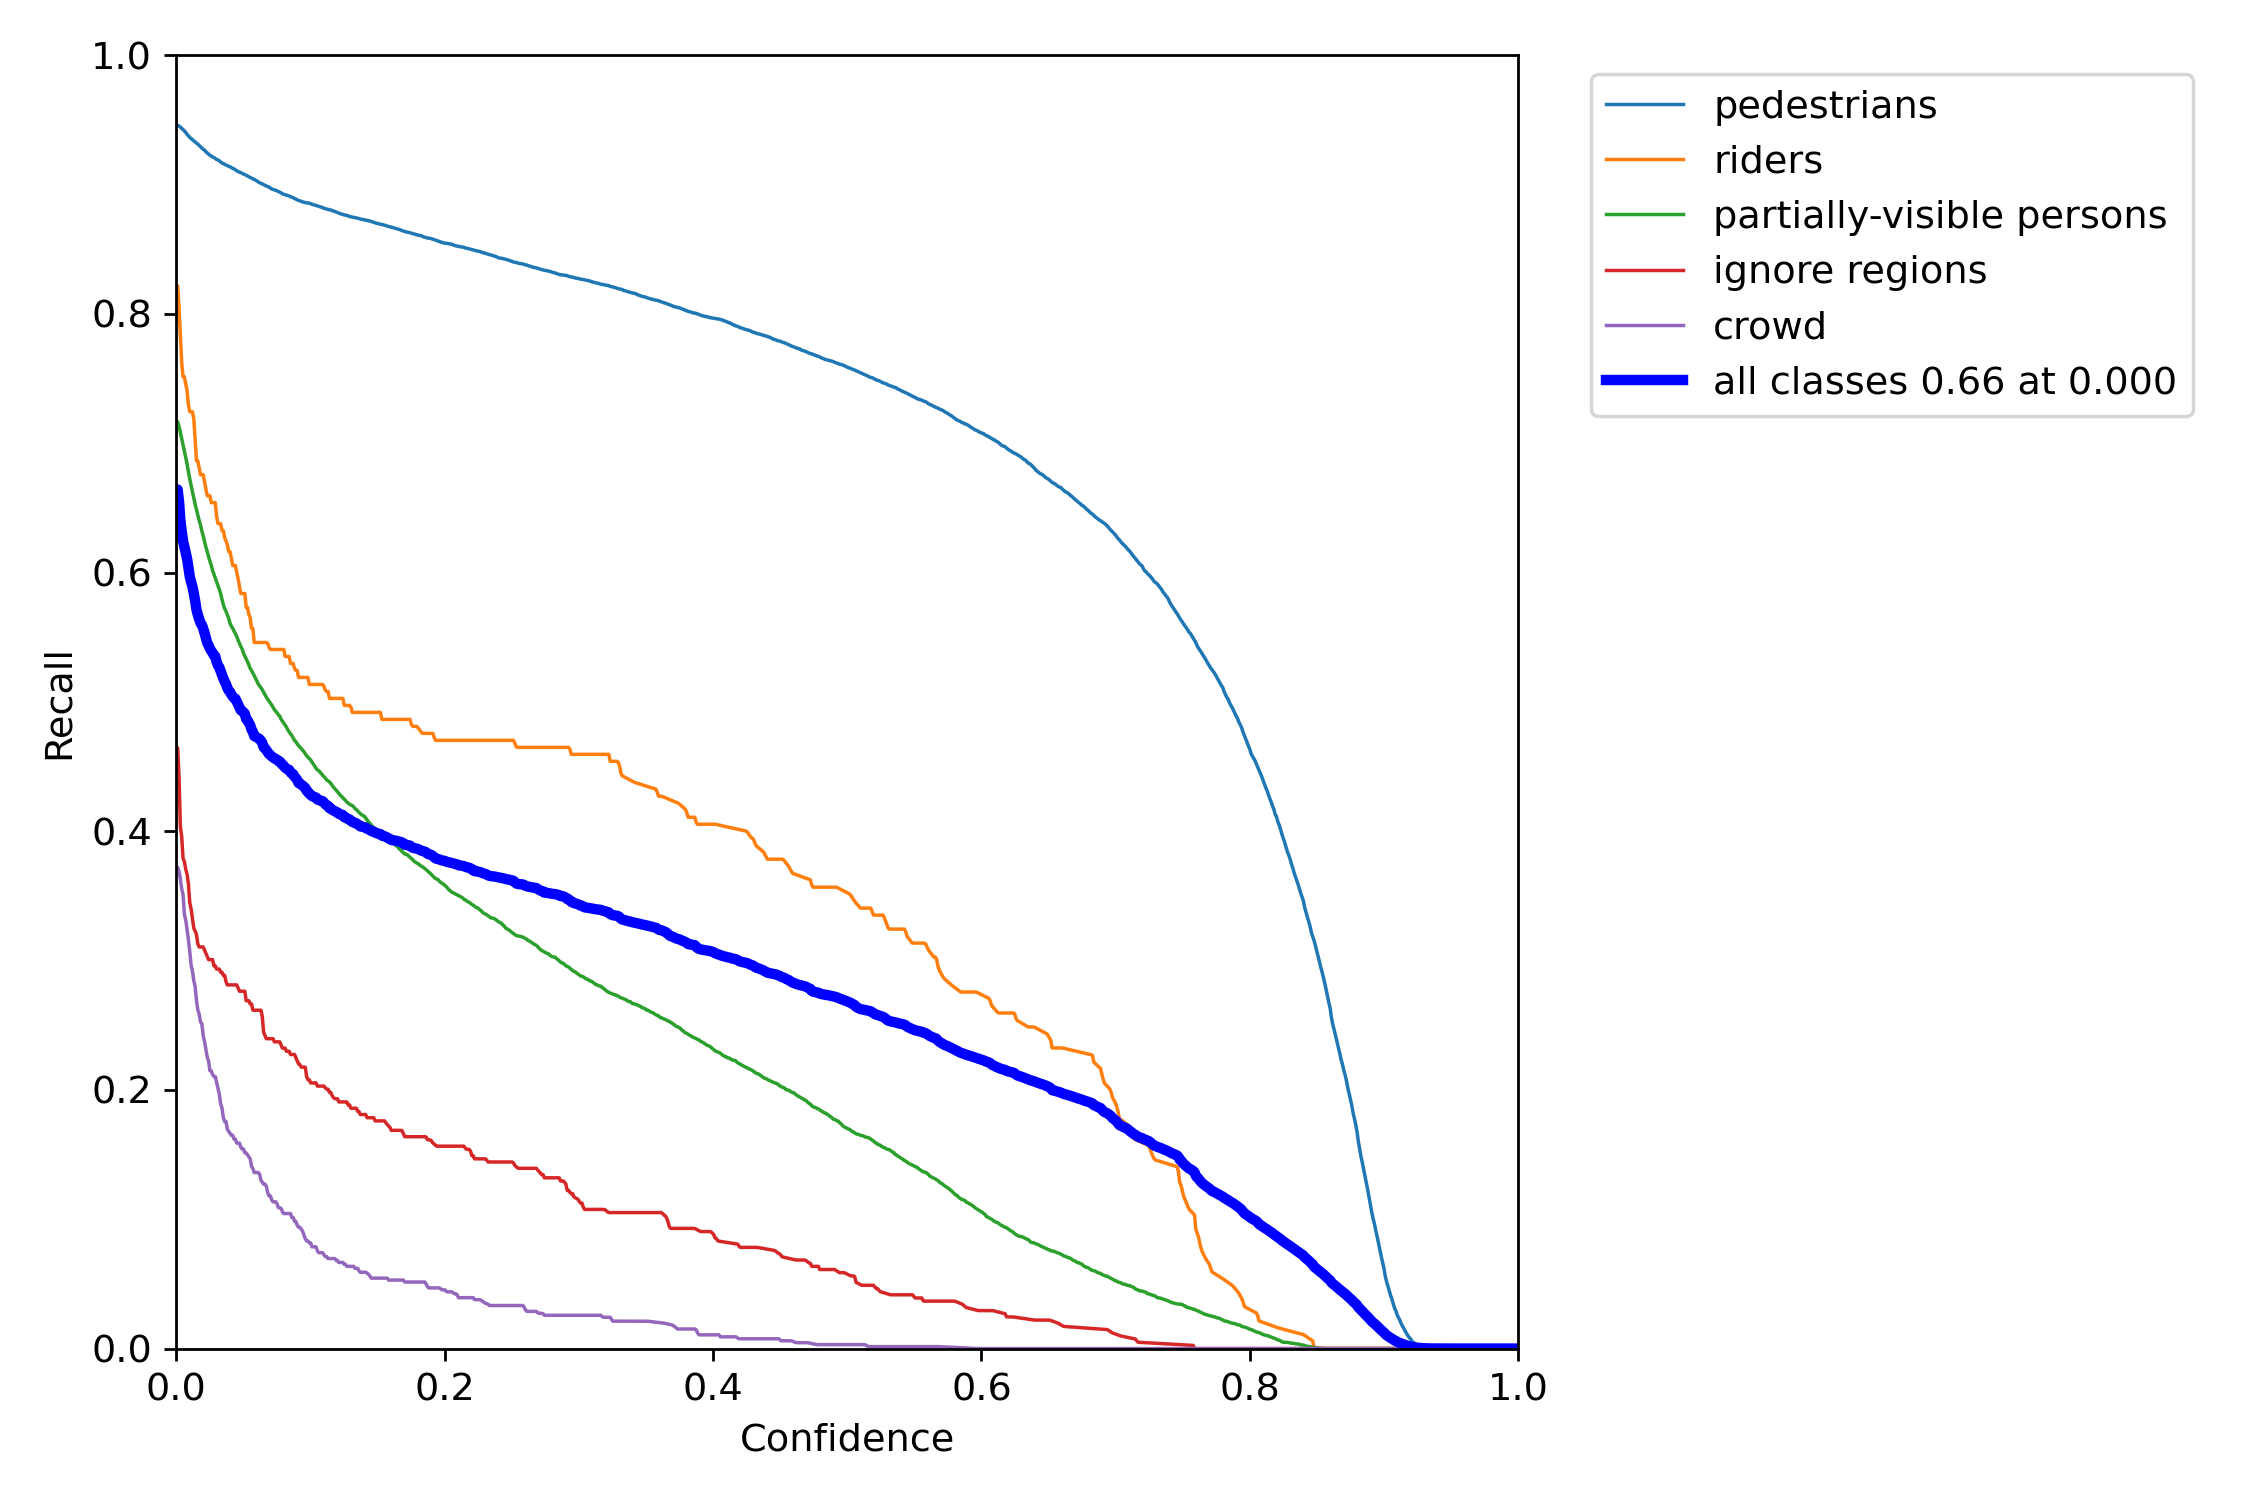 1.0
0.8
0.6
0.4
0.2
0.0
Recall
0.0 0.2 0.4 0.6 0.8 1.0
Confidence
pedestrians
riders
partially-visible persons
ignore regions
crowd
all classes 0.66 at 0.000